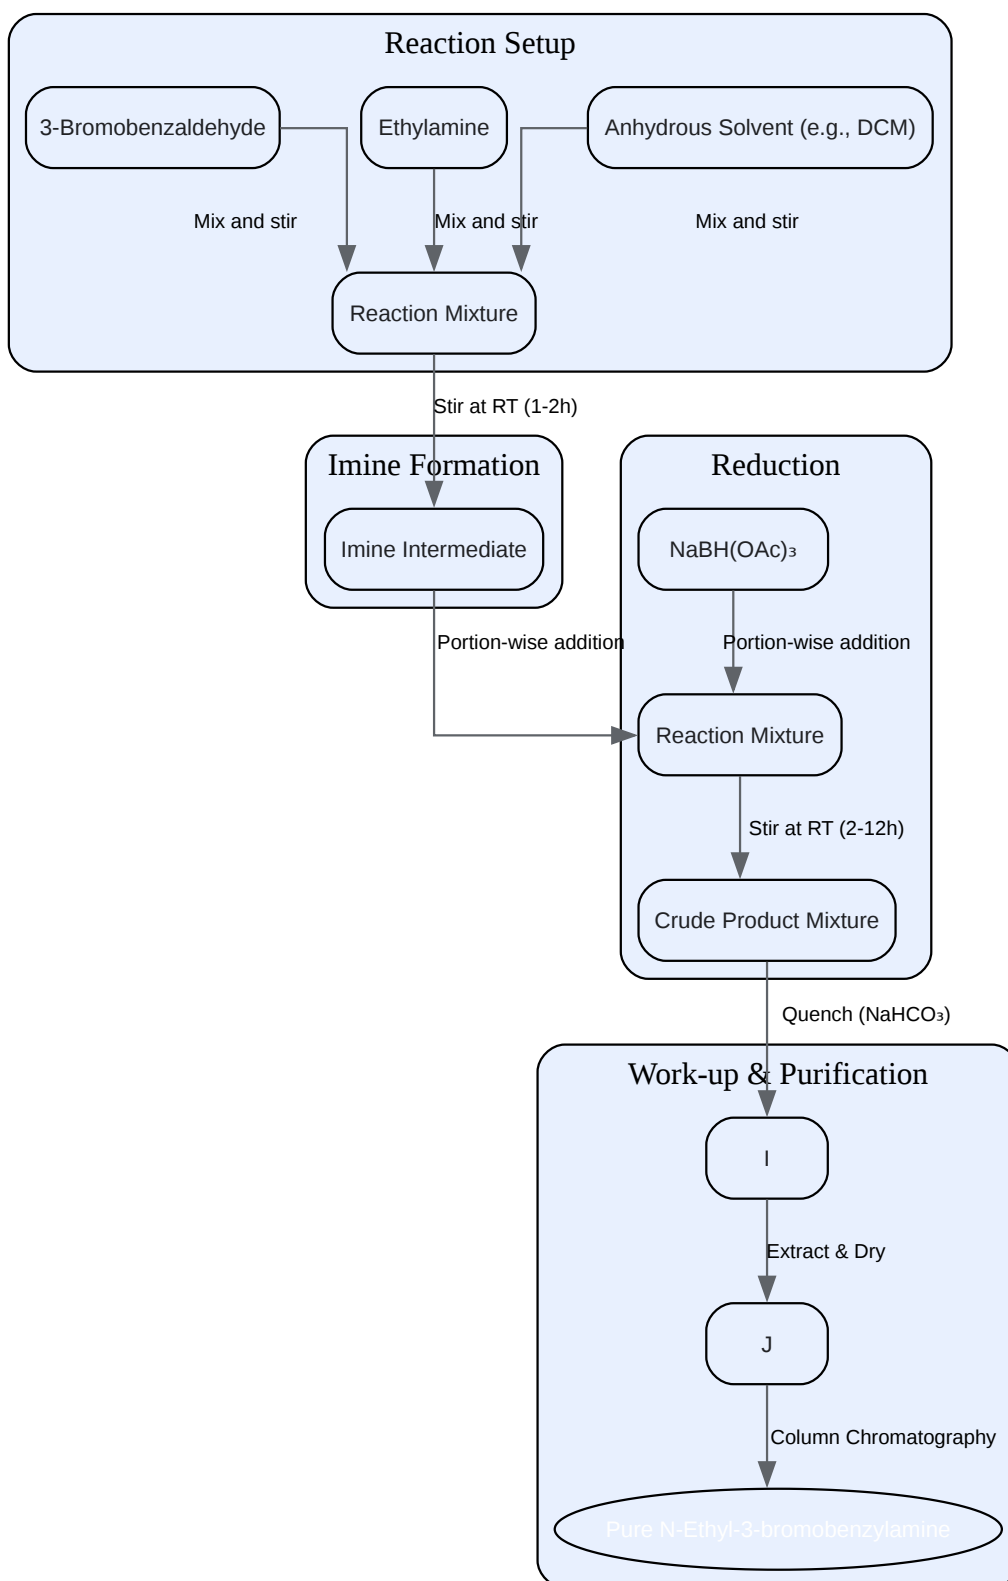 Reaction Setup
3-Bromobenzaldehyde
Ethylamine
Anhydrous Solvent (e.g., DCM)
Mix and stir
Mix and stir
Mix and stir
Reaction Mixture
Stir at RT (1-2h)
Imine Formation
Reduction
Imine Intermediate
NaBH(OAc)₃
Portion-wise addition
Portion-wise addition
Reaction Mixture
Stir at RT (2-12h)
Crude Product Mixture
Quench (NaHCO₃)
Work-up & Purification
I
Extract & Dry
J
Column Chromatography
Pure N-Ethyl-3-bromobenzylamine